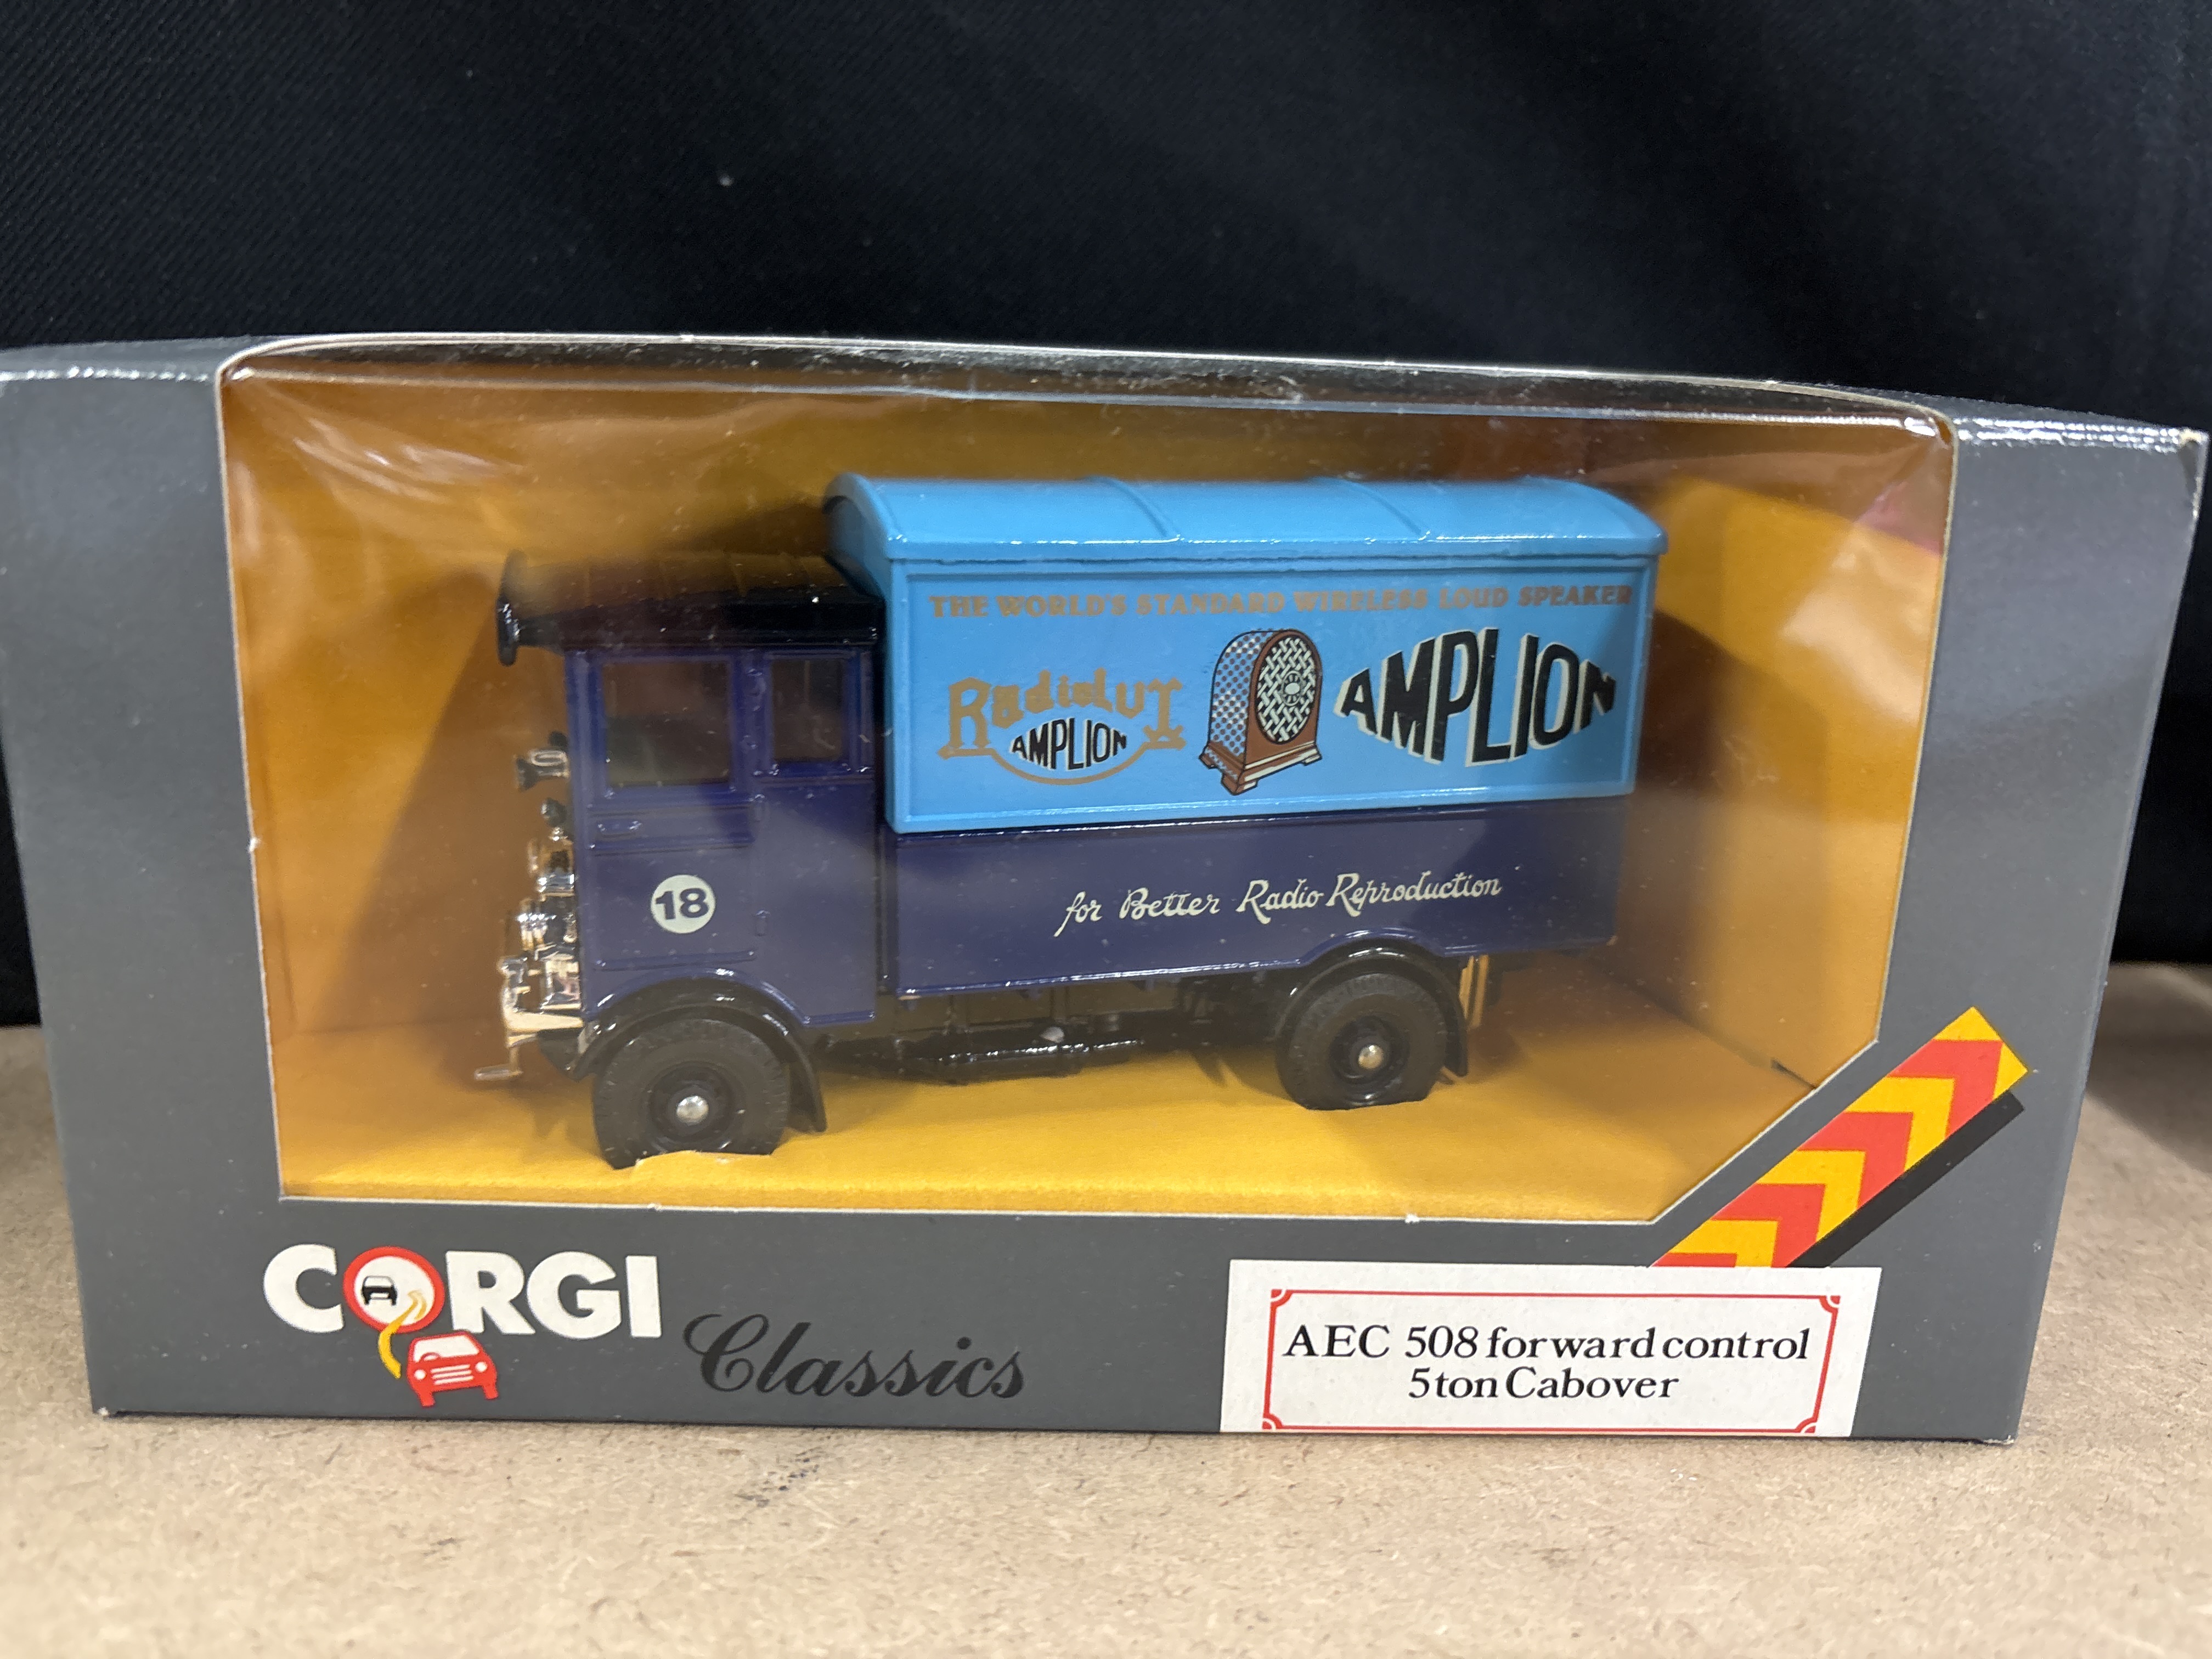 THE WORLD'S STANDARD WIRELESS LOUD SPEAKER
Radiolux
AMPLION
AMPLION
18
for Better Radio Reproduction
CORGI
Classics
AEC 508 forward control
5 ton Cabover